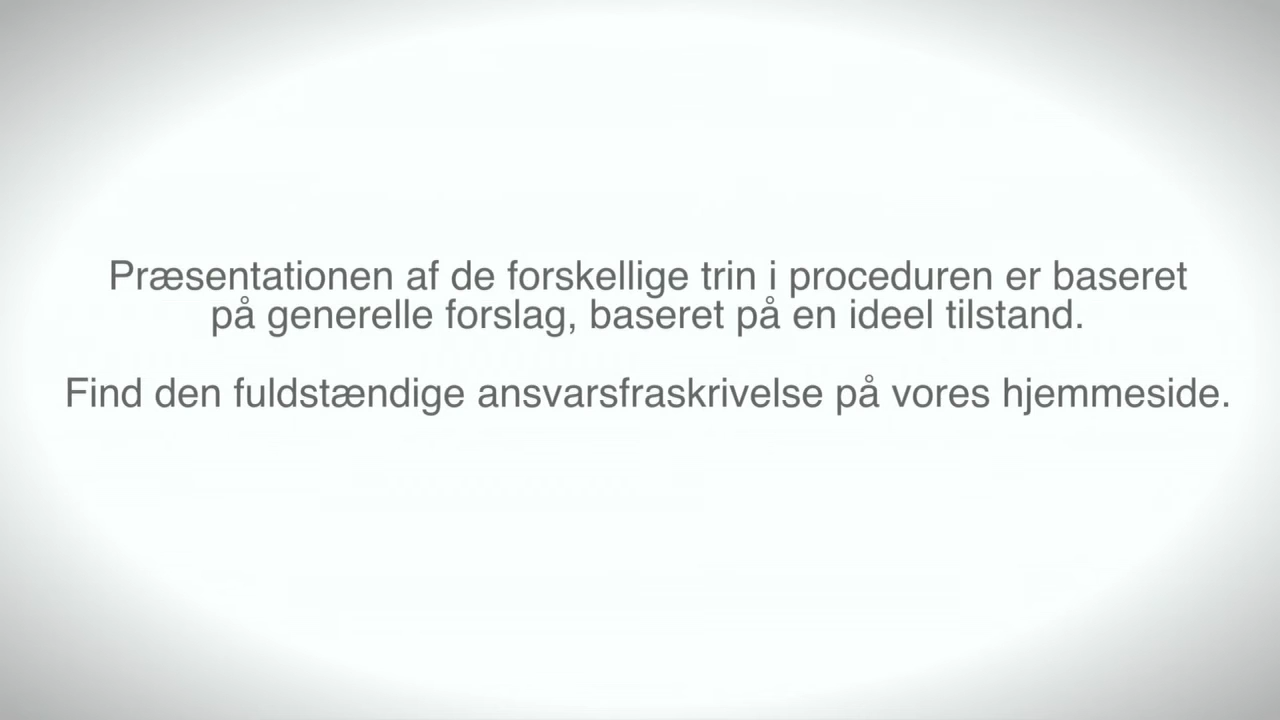 Præsentationen af de forskellige trin i proceduren er baseret
på generelle forslag, baseret på en ideel tilstand.
Find den fuldstændige ansvarsfraskrivelse på vores hjemmeside.